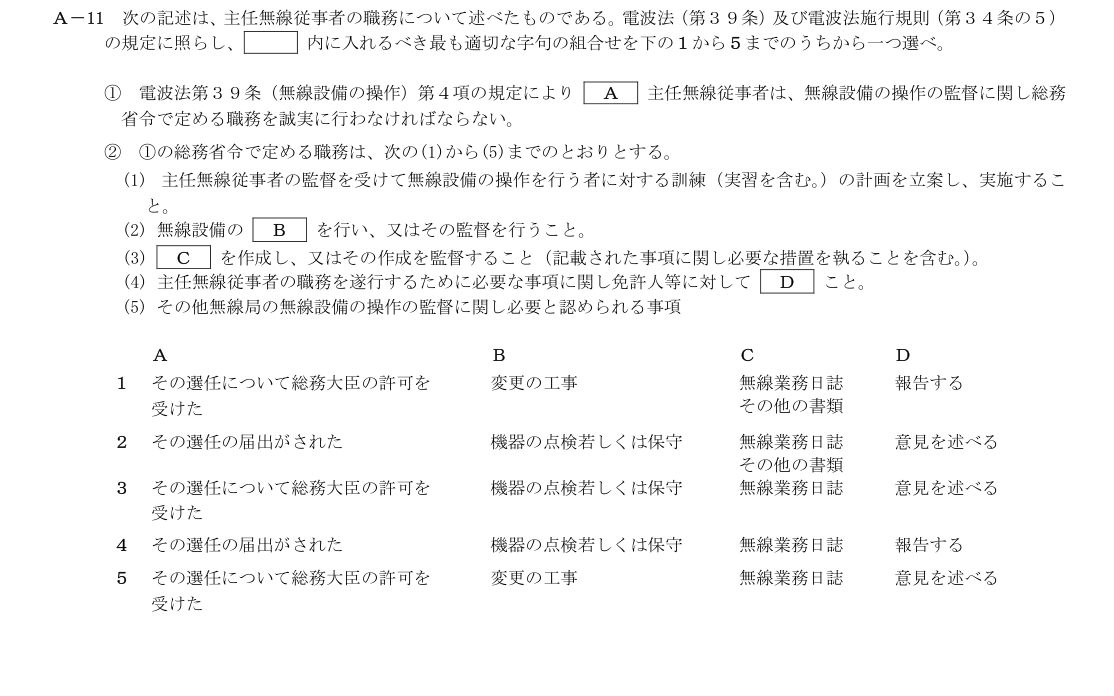 A－11　次の記述は、主任無線従事者の職務について述べたものである。電波法（第３９条）及び電波法施行規則（第３４条の５）
の規定に照らし、　　内に入れるべき最も適切な字句の組合せを下の１から５までのうちから一つ選べ。
①　電波法第３９条（無線設備の操作）第４項の規定により A 主任無線従事者は、無線設備の操作の監督に関し総務
省令で定める職務を誠実に行わなければならない。
②　①の総務省令で定める職務は、次の(1)から(5)までのとおりとする。
(1)　主任無線従事者の監督を受けて無線設備の操作を行う者に対する訓練（実習を含む。）の計画を立案し、実施するこ
と。
(2)　無線設備の B を行い、又はその監督を行うこと。
(3) C を作成し、又はその作成を監督すること（記載された事項に関し必要な措置を執ることを含む。）。
(4)　主任無線従事者の職務を遂行するために必要な事項に関し免許人等に対して D こと。
(5)　その他無線局の無線設備の操作の監督に関し必要と認められる事項
A B C D
1 その選任について総務大臣の許可を 変更の工事 無線業務日誌 報告する
受けた その他の書類
2 その選任の届出がされた 機器の点検若しくは保守 無線業務日誌 意見を述べる
その他の書類
3 その選任について総務大臣の許可を 機器の点検若しくは保守 無線業務日誌 意見を述べる
受けた
4 その選任の届出がされた 機器の点検若しくは保守 無線業務日誌 報告する
5 その選任について総務大臣の許可を 変更の工事 無線業務日誌 意見を述べる
受けた